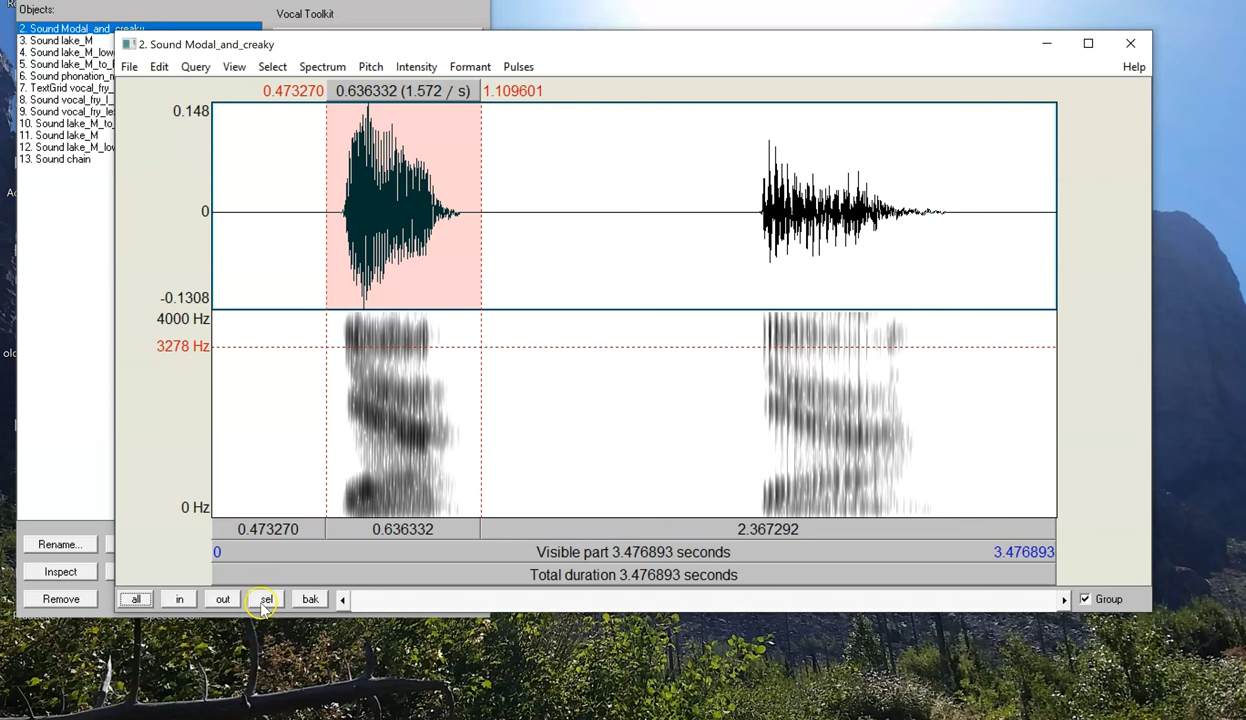 Objects:
Vocal Toolkit
2. Sound Modal_and_creaky
3. Sound lake_M
4. Sound lake_M_low
5. Sound lake_M_to_
6. Sound phonation_
7. TextGrid vocal_fry_
8. Sound vocal_fry_l_
9. Sound vocal_fry_le
10. Sound lake_M_to_
11. Sound lake_M
12. Sound lake_M_low
13. Sound chain
Rename...
Inspect
Remove
2. Sound Modal_and_creaky
File Edit Query View Select Spectrum Pitch Intensity Formant Pulses Help
0.473270 0.636332 (1.572 / s) 1.109601
0.148
0
-0.1308
4000 Hz
3278 Hz
0 Hz
0.473270 0.636332 2.367292
0 Visible part 3.476893 seconds 3.476893
Total duration 3.476893 seconds
all in out sel bak Group